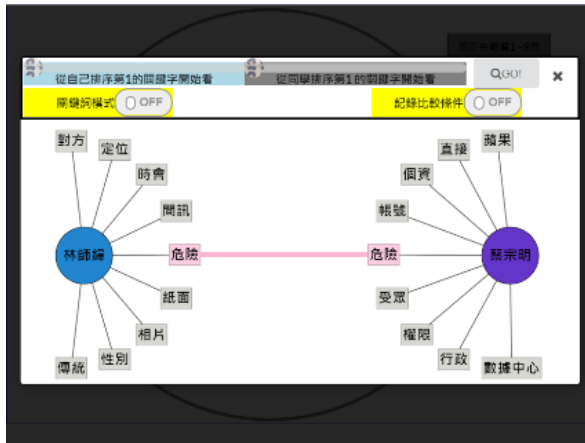 從自己排序第1的關鍵字開始看
從同學排序第1的關鍵字開始看
GO!
×
關鍵詞模式 OFF
記錄比較條件 OFF
對方
定位
時會
簡訊
危險
紙面
相片
性別
傳統
林師緯
蘋果
直接
個資
帳號
危險
受眾
權限
行政
數據中心
蔡宗明